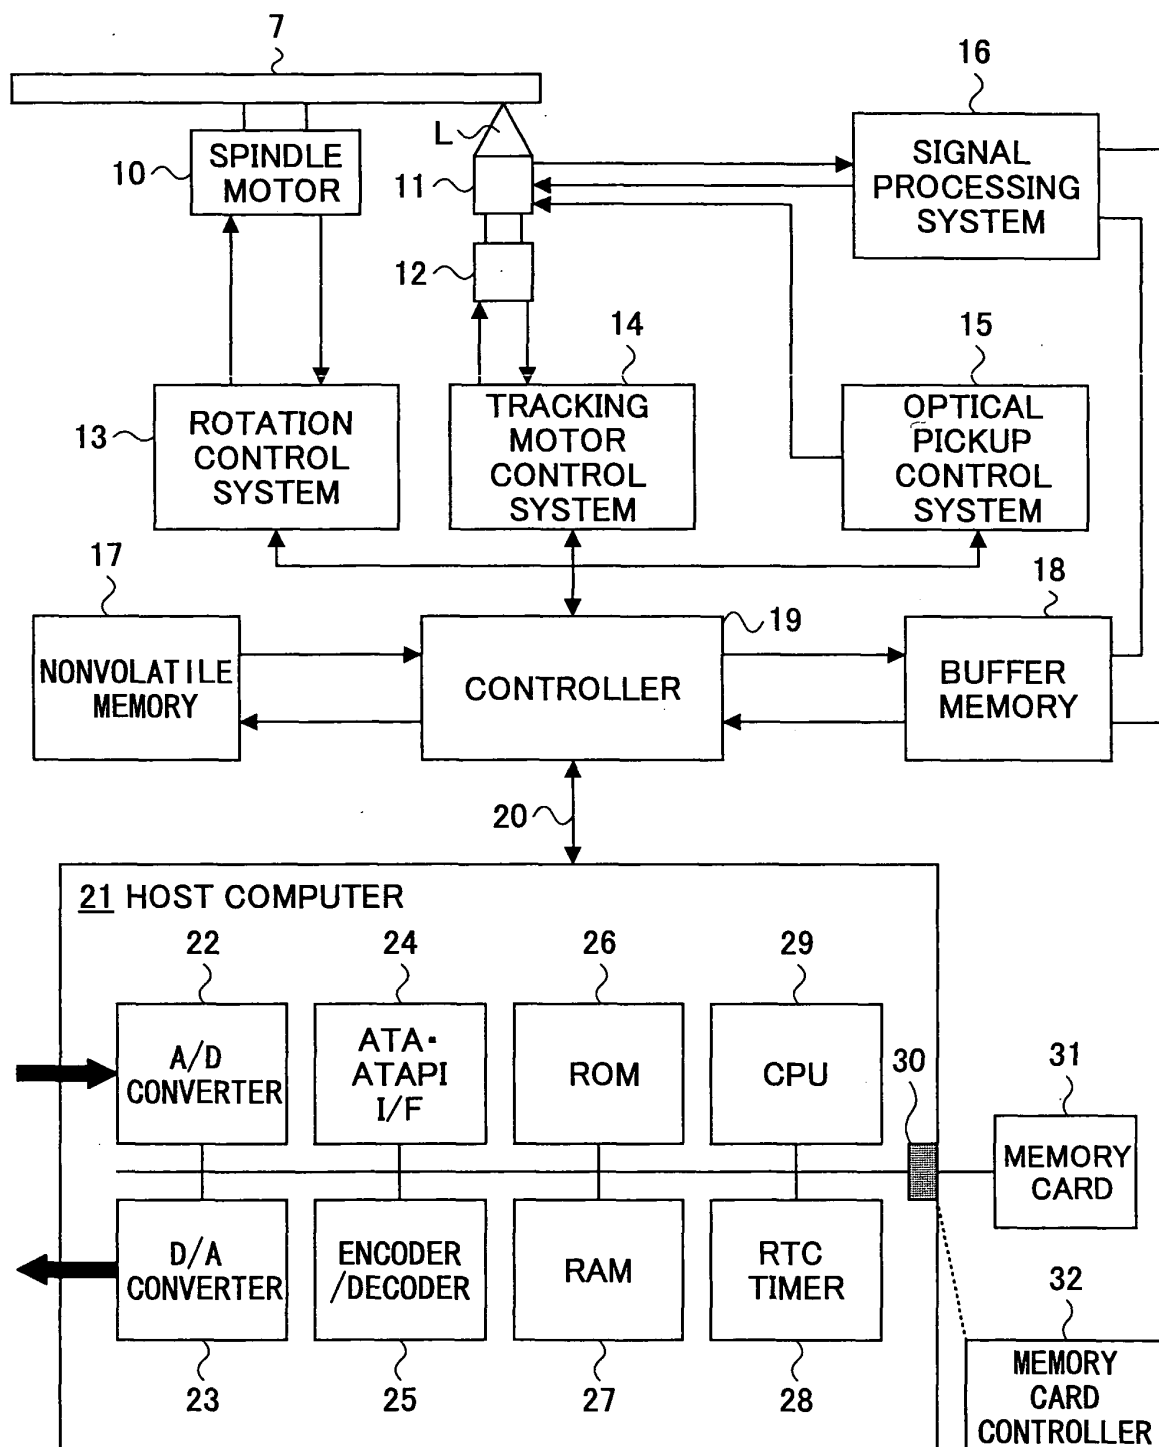 7
16
SPINDLE
MOTOR
10
L
11
SIGNAL
PROCESSING
SYSTEM
12
14
15
13
ROTATION
CONTROL
SYSTEM
TRACKING
MOTOR
CONTROL
SYSTEM
OPTICAL
PICKUP
CONTROL
SYSTEM
17
19
18
NONVOLATILE
MEMORY
CONTROLLER
BUFFER
MEMORY
20
21 HOST COMPUTER
22
24
26
29
A/D
CONVERTER
ATA・
ATAPI
I/F
ROM
CPU
30
31
MEMORY
CARD
D/A
CONVERTER
ENCODER
/DECODER
RAM
RTC
TIMER
32
23
25
27
28
MEMORY
CARD
CONTROLLER